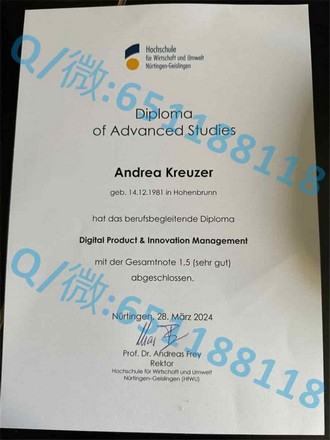 Hochschule
für Wirtschaft und Umwelt
Nürtingen-Geislingen
Diploma
of Advanced Studies
Andrea Kreuzer
geb. 14.12.1981 in Hohenbrunn
hat das berufsbegleitende Diploma
Digital Product & Innovation Management
mit der Gesamtnote 1,5 (sehr gut)
abgeschlossen.
Nürtingen, 28. März 2024
Prof. Dr. Andreas Frey
Rektor
Hochschule für Wirtschaft und Umwelt
Nürtingen-Geislingen (HfWU)
Q/微:651188118
Q/微:651188118
Q/微:651188118